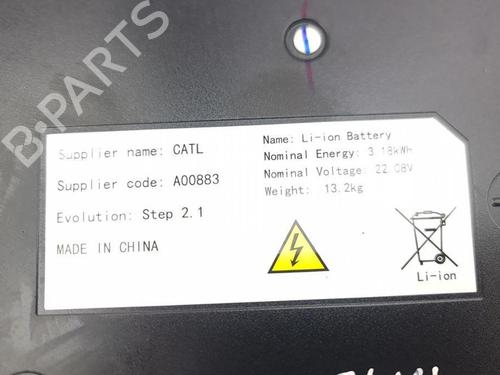 B-PARTS
Supplier name: CATL
Supplier code: A00883
Evolution: Step 2.1
MADE IN CHINA
Name: Li-ion Battery
Nominal Energy: 3.18kWh
Nominal Voltage: 22.08V
Weight: 13.2kg
Li-ion